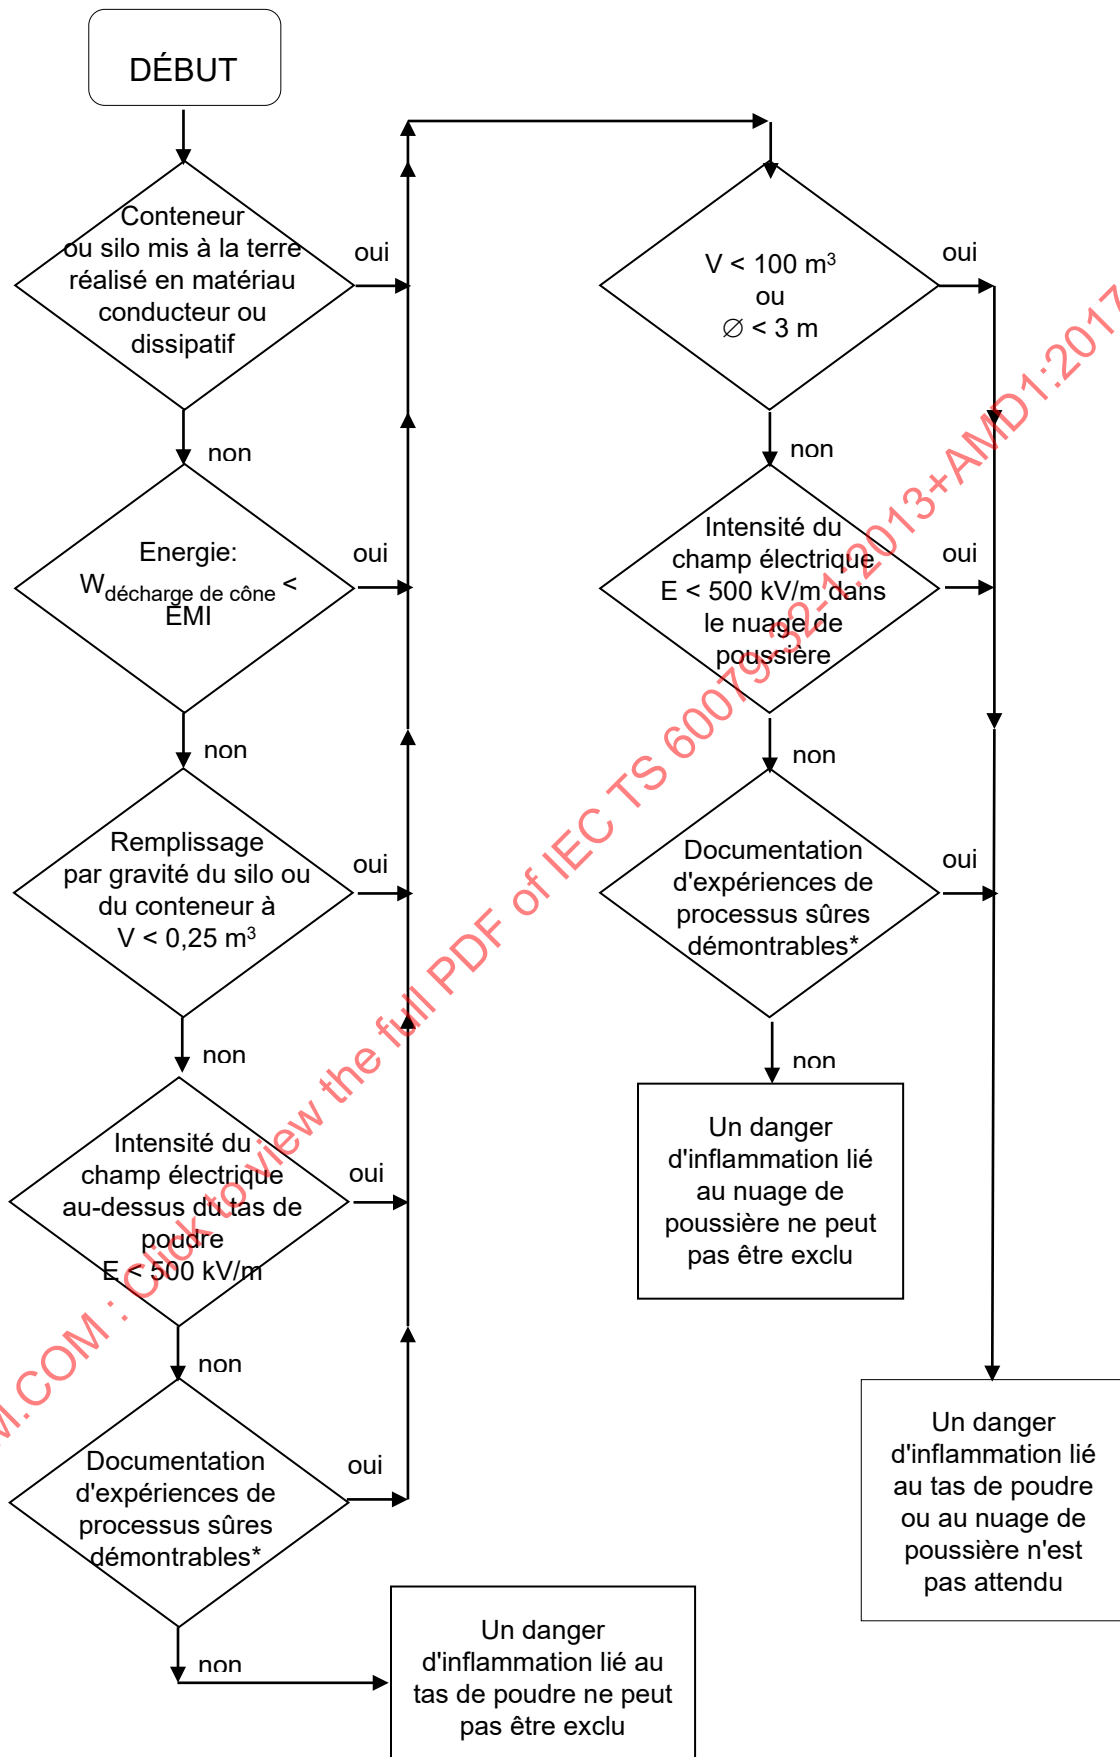 DÉBUT
Conteneur
ou silo mis à la terre
réalisé en matériau
conducteur ou
dissipatif
oui
non
Energie:
W décharge de cône <
EMI
oui
non
Remplissage
par gravité du silo ou
du conteneur à
V < 0,25 m³
oui
non
Intensité du
champ électrique
au-dessus du tas de
poudre
E < 500 kV/m
oui
non
Documentation
d'expériences de
processus sûres
démontrables*
oui
non
Un danger
d'inflammation lié au
tas de poudre ne peut
pas être exclu
V < 100 m³
ou
∅ < 3 m
oui
non
Intensité du
champ électrique
E < 500 kV/m dans
le nuage de
poussière
oui
non
Documentation
d'expériences de
processus sûres
démontrables*
oui
non
Un danger
d'inflammation lié
au nuage de
poussière ne peut
pas être exclu
Un danger
d'inflammation lié
au tas de poudre
ou au nuage de
poussière n'est
pas attendu
M.COM : Click to view the full PDF of IEC TS 60079-32-1:2013+AMD1:2017